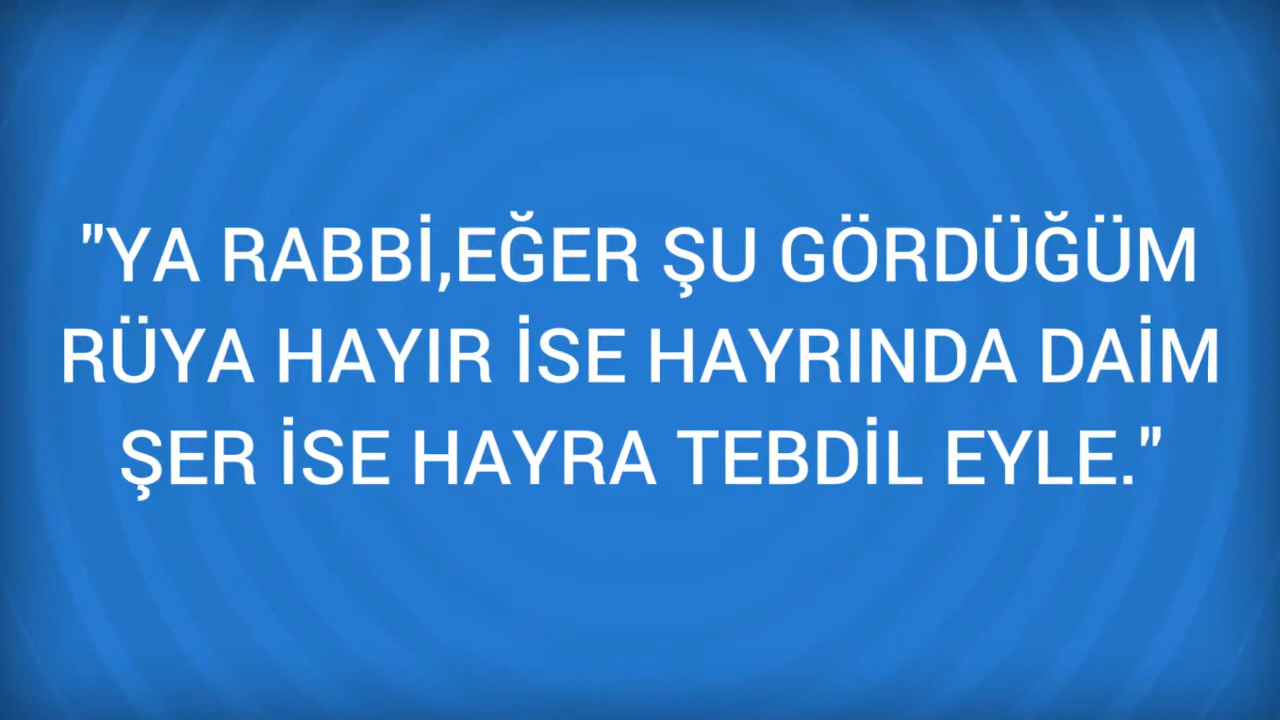 "YA RABBİ,EĞER ŞU GÖRDÜĞÜM
RÜYA HAYIR İSE HAYRINDA DAİM
ŞER İSE HAYRA TEBDİL EYLE."